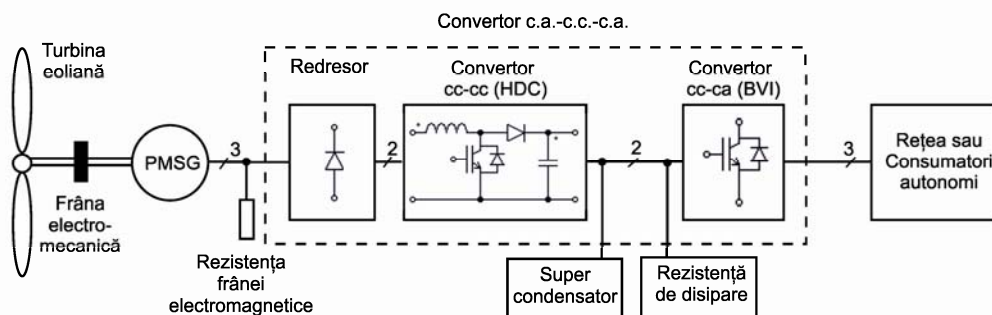 Convertor c.a.-c.c.-c.a.
Turbina
eoliană
Redresor
Convertor
cc-cc (HDC)
Convertor
cc-ca (BVI)
PMSG
3
2
2
3
Rețea sau
Consumatori
autonomi
Frâna
electro-
mecanică
Rezistența
frânei
electromagnetice
Super
condensator
Rezistență
de disipare